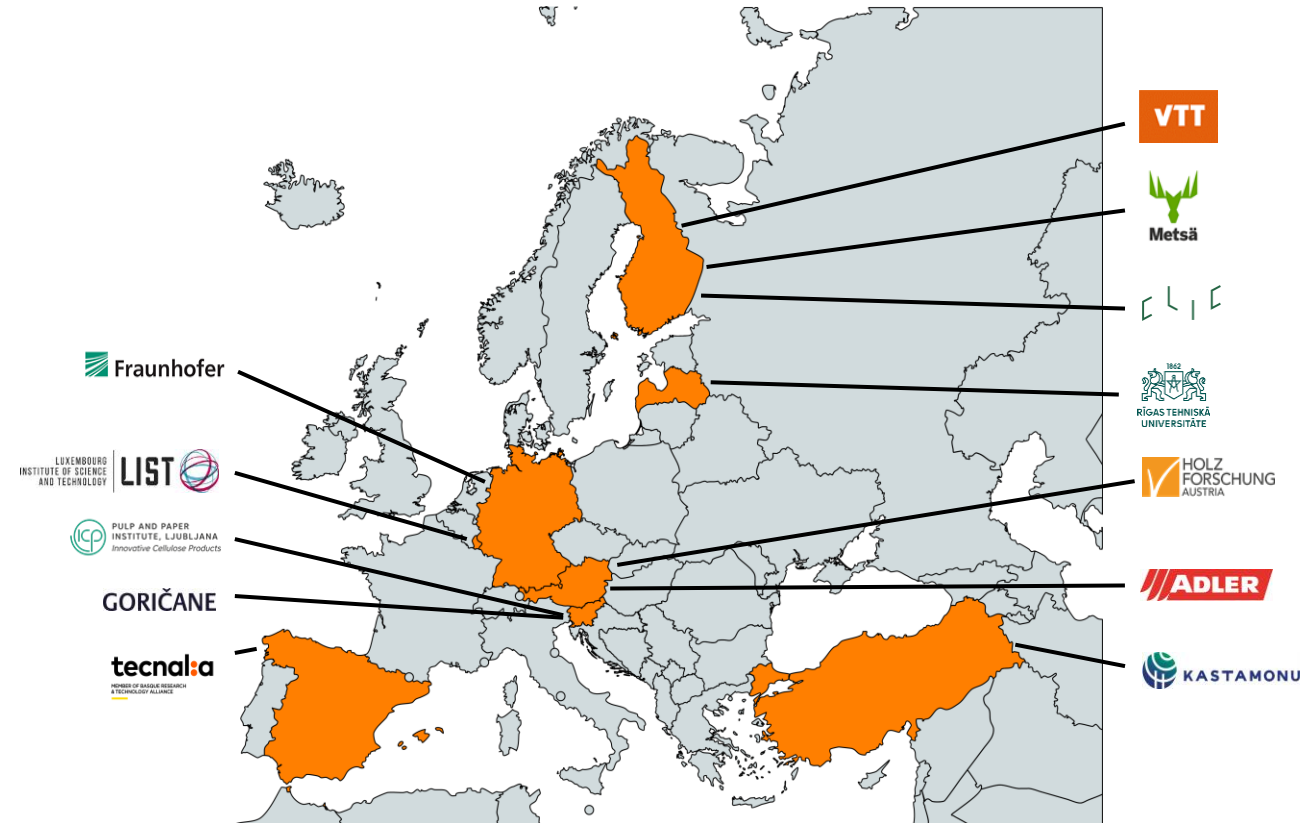 VTT
Metsä
CLIC
1862
RĪGAS TEHNISKĀ
UNIVERSITĀTE
HOLZ
FORSCHUNG
AUSTRIA
ADLER
KASTAMONU
Fraunhofer
LUXEMBOURG
INSTITUTE OF SCIENCE
AND TECHNOLOGY
LIST
icp
PULP AND PAPER
INSTITUTE, LJUBLJANA
Innovative Cellulose Products
GORIČANE
tecnal:a
MEMBER OF BASQUE RESEARCH
& TECHNOLOGY ALLIANCE